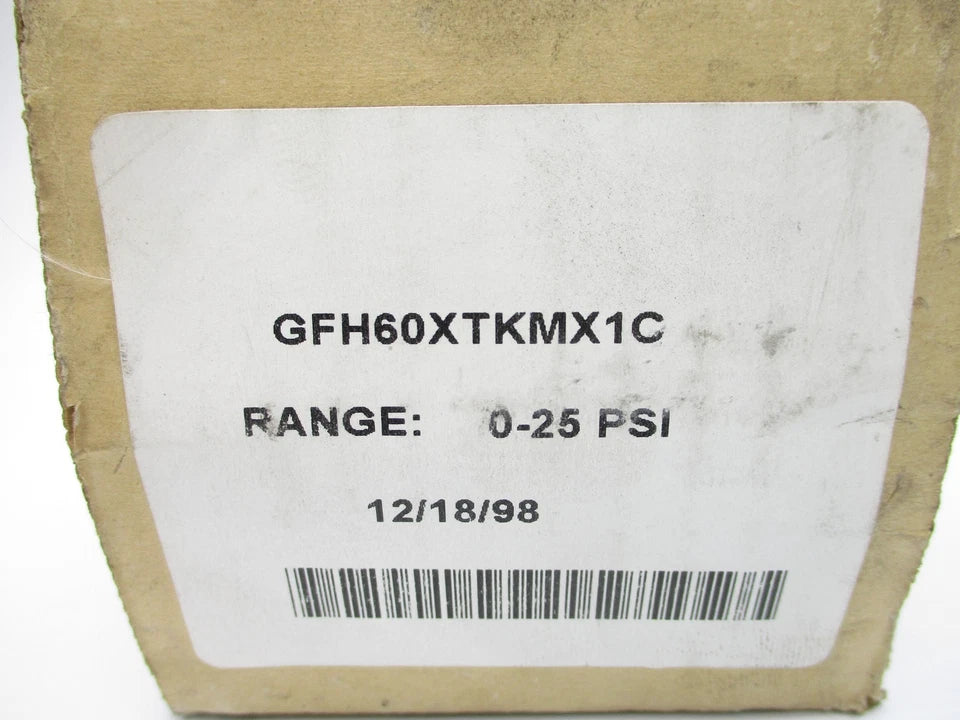 GFH60XTKMX1C
RANGE: 0-25 PSI
12/18/98